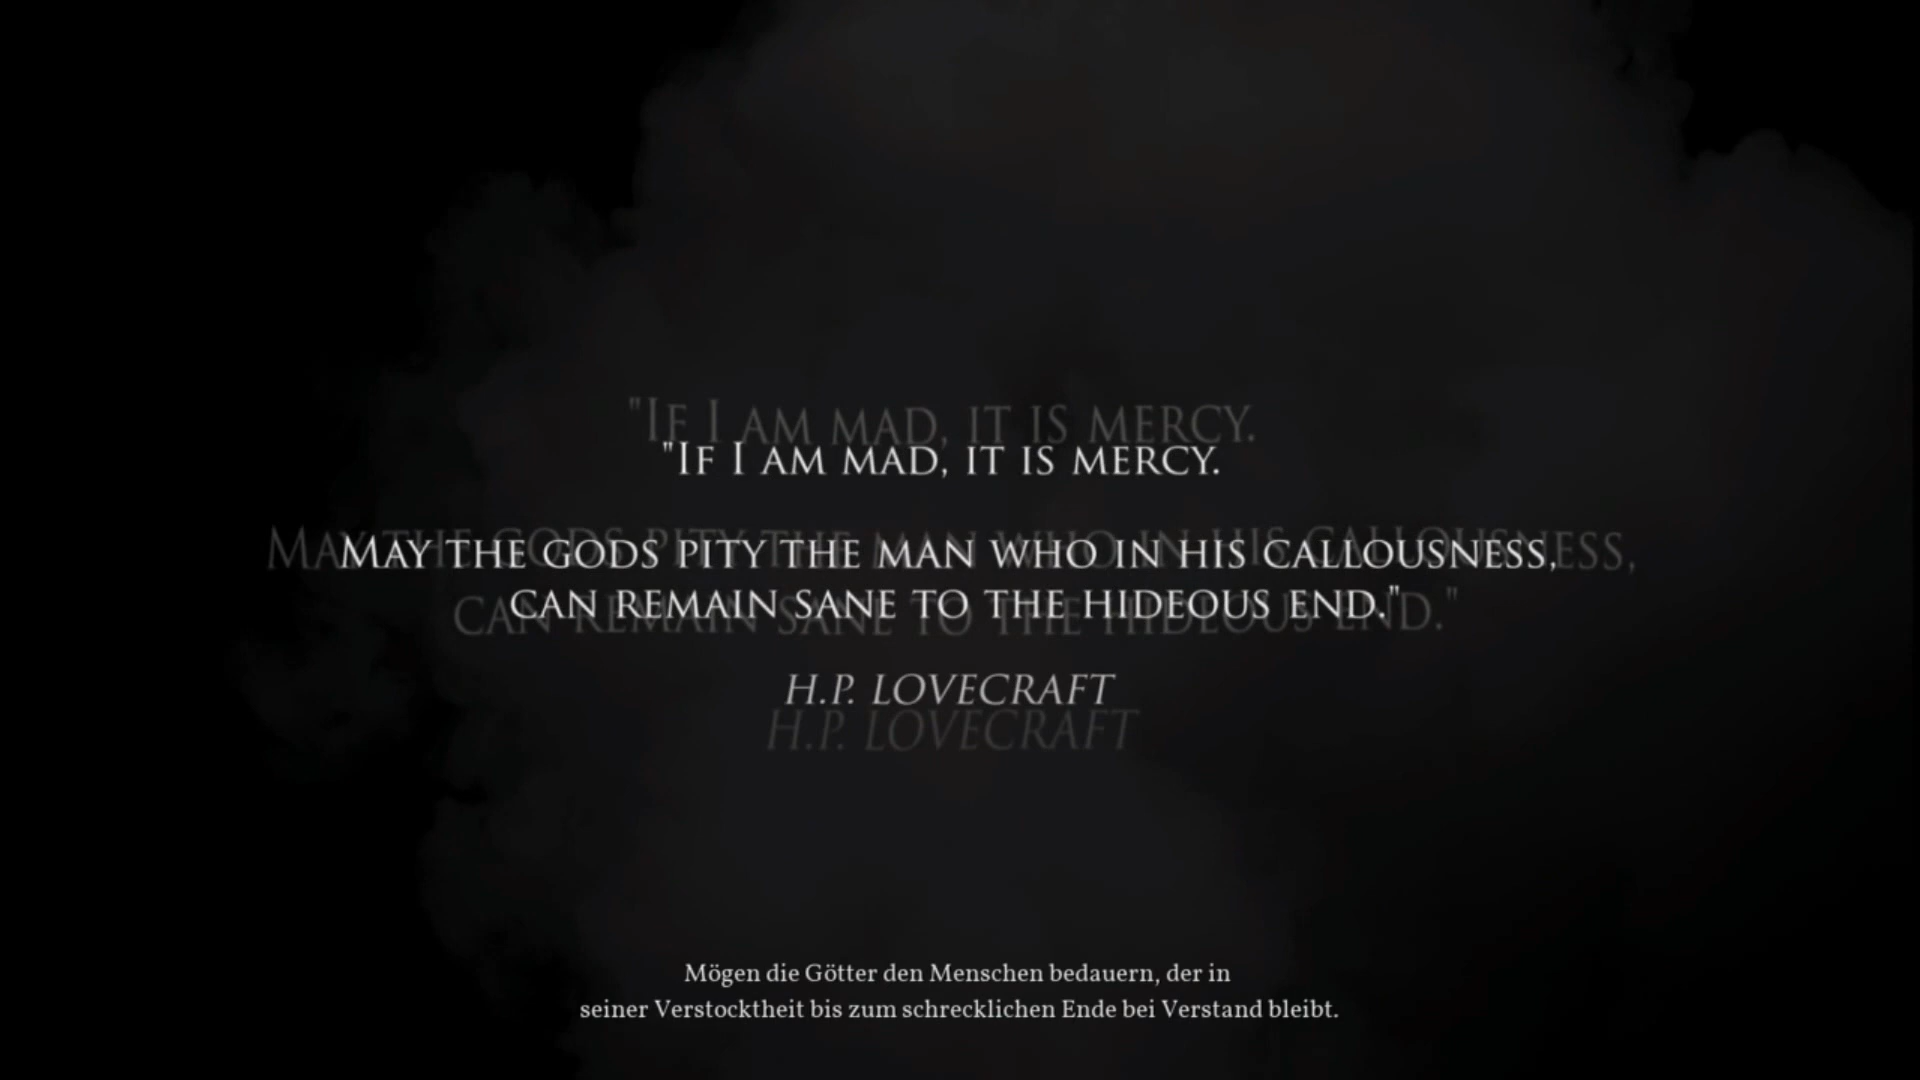 "If I am mad, it is mercy.
May the gods pity the man who in his callousness,
can remain sane to the hideous end."
H.P. Lovecraft
Mögen die Götter den Menschen bedauern, der in
seiner Verstocktheit bis zum schrecklichen Ende bei Verstand bleibt.